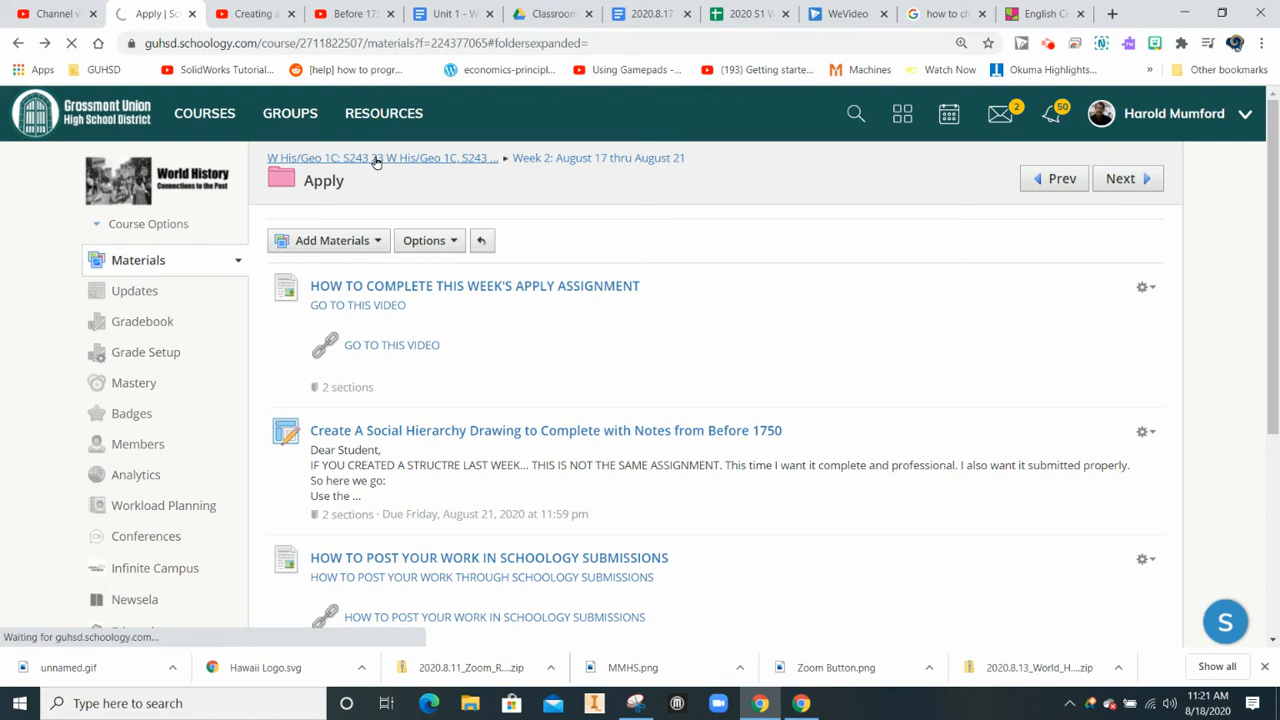 Course Mat
Apply | Sc
Creating a
Before 175
Unit 1 - W
Classroom
2020.8.17
2020 S1 W
WeVideo
how to ch
English Ci
guhsd.schoology.com/course/2711822507/materials?f=224377065#foldersexpanded=
Apps
GUHSD
SolidWorks Tutorial...
[help] how to progr...
economics-principl...
Using Gamepads -...
(193) Getting starte...
Machines
Watch Now
Okuma Highlights...
»
Other bookmarks
Grossmont Union
High School District
COURSES
GROUPS
RESOURCES
2
50
Harold Mumford
W His/Geo 1C: S243 33 W His/Geo 1C, S243 ...
Week 2: August 17 thru August 21
Apply
Prev
Next
World History
Connections to the Past
Course Options
Add Materials
Options
Materials
Updates
Gradebook
Grade Setup
Mastery
Badges
Members
Analytics
Workload Planning
Conferences
Infinite Campus
Newsela
HOW TO COMPLETE THIS WEEK'S APPLY ASSIGNMENT
GO TO THIS VIDEO
GO TO THIS VIDEO
2 sections
Create A Social Hierarchy Drawing to Complete with Notes from Before 1750
Dear Student,
IF YOU CREATED A STRUCTRE LAST WEEK... THIS IS NOT THE SAME ASSIGNMENT. This time I want it complete and professional. I also want it submitted properly.
So here we go:
Use the ...
2 sections · Due Friday, August 21, 2020 at 11:59 pm
HOW TO POST YOUR WORK IN SCHOOLOGY SUBMISSIONS
HOW TO POST YOUR WORK THROUGH SCHOOLOGY SUBMISSIONS
HOW TO POST YOUR WORK IN SCHOOLOGY SUBMISSIONS
S
Waiting for guhsd.schoology.com...
unnamed.gif
Hawaii Logo.svg
2020.8.11_Zoom_R....zip
MMHS.png
Zoom Button.png
2020.8.13_World_H....zip
Show all
Type here to search
11:21 AM
8/18/2020